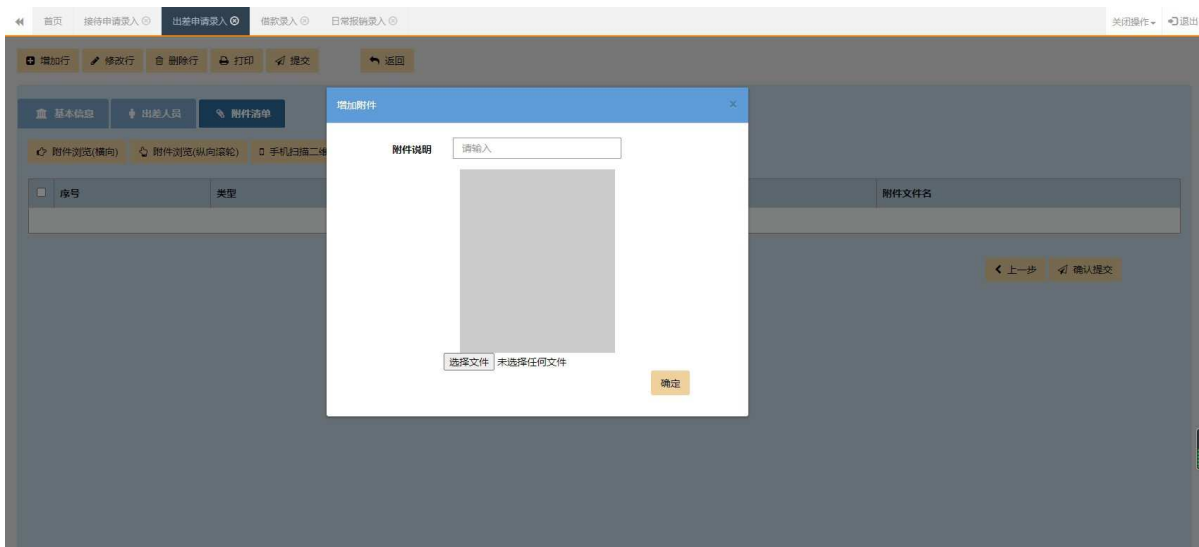 首页 接待申请录入 出差申请录入 借款录入 日常报销录入 关闭操作 退出
增加行 修改行 删除行 打印 提交 返回
增加附件 ×
基本信息 出差人员 附件清单
附件说明 请输入
附件浏览(横向) 附件浏览(纵向滚轮) 手机扫描二维
序号 类型 附件文件名
上一步 确认提交
选择文件 未选择任何文件
确定